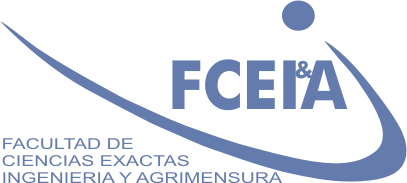 FCEI&A
FACULTAD DE
CIENCIAS EXACTAS
INGENIERIA Y AGRIMENSURA